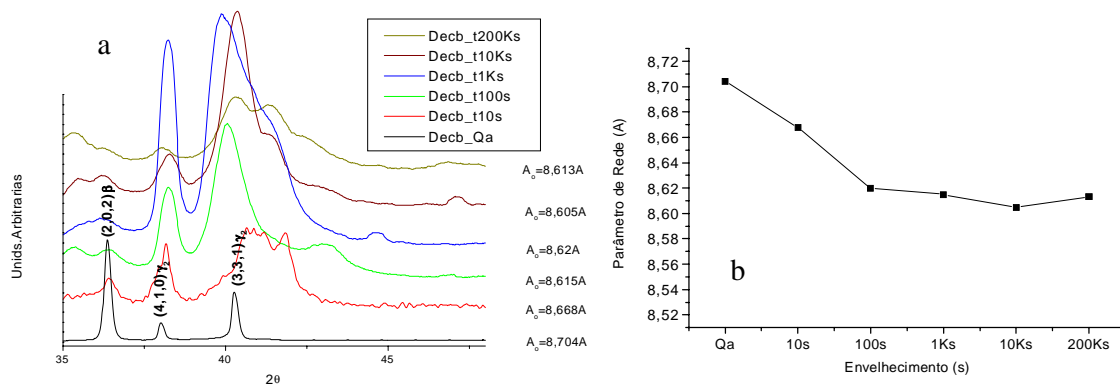 a
Decb_t200Ks
Decb_t10Ks
Decb_t1Ks
Decb_t100s
Decb_t10s
Decb_Qa
Unids.Arbitrarias
(2,0,2)β
(4,1,0)γ2
(3,3,1)γ2
A₀=8,613A
A₀=8,605A
A₀=8,62A
A₀=8,615A
A₀=8,668A
A₀=8,704A
35 40 45
2θ
b
Parâmetro de Rede (A)
8,72
8,70
8,68
8,66
8,64
8,62
8,60
8,58
8,56
8,54
8,52
Qa 10s 100s 1Ks 10Ks 200Ks
Envelhecimento (s)